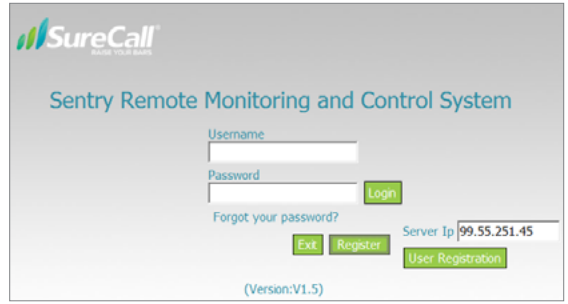 SureCall
RAISE YOUR BARS
Sentry Remote Monitoring and Control System
Username
Password
Login
Forgot your password?
Exit Register
Server Ip 99.55.251.45
User Registration
(Version:V1.5)